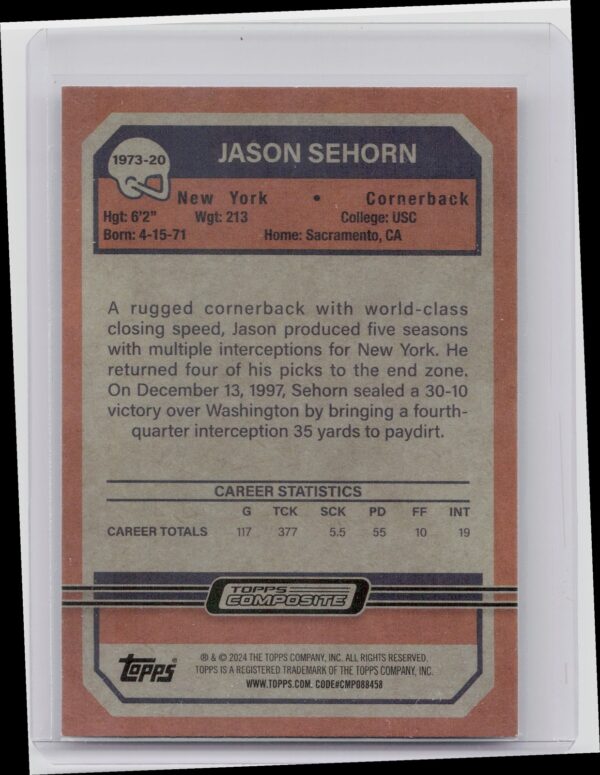 1973-20
JASON SEHORN
New York • Cornerback
Hgt: 6'2" Wgt: 213 College: USC
Born: 4-15-71 Home: Sacramento, CA
A rugged cornerback with world-class
closing speed, Jason produced five seasons
with multiple interceptions for New York. He
returned four of his picks to the end zone.
On December 13, 1997, Sehorn sealed a 30-10
victory over Washington by bringing a fourth-
quarter interception 35 yards to paydirt.
CAREER STATISTICS
G TCK SCK PD FF INT
CAREER TOTALS 117 377 5.5 55 10 19
TOPPS
COMPOSITE
Topps®
® & © 2024 THE TOPPS COMPANY, INC. ALL RIGHTS RESERVED.
TOPPS IS A REGISTERED TRADEMARK OF THE TOPPS COMPANY, INC.
WWW.TOPPS.COM. CODE#CMP088458